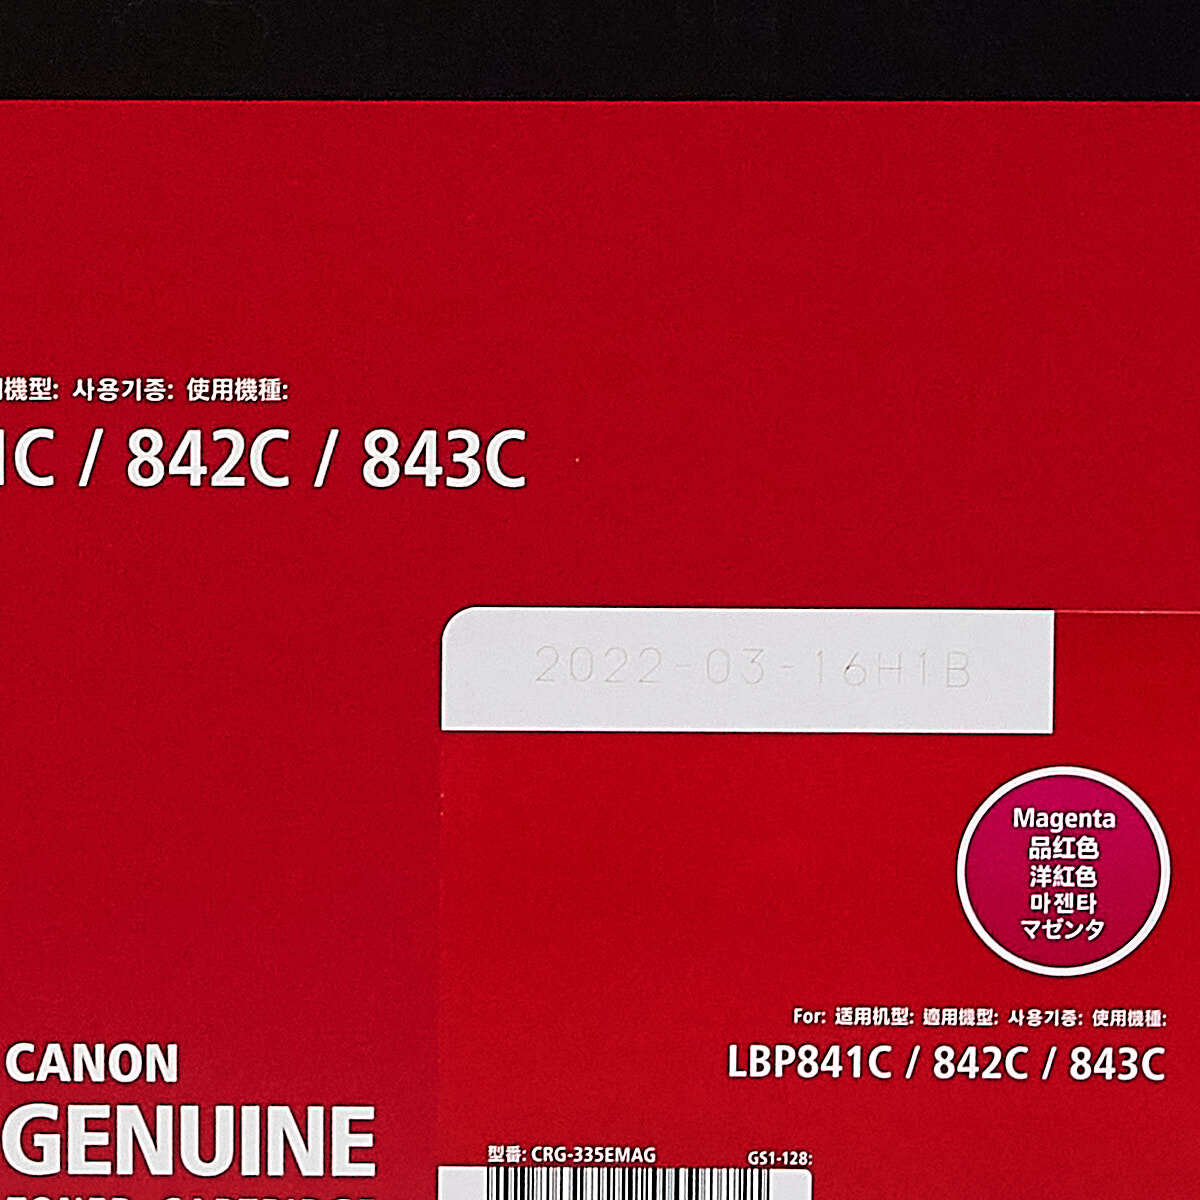 機型: 사용기종: 使用機種:
1C / 842C / 843C
2022-03-16H1B
Magenta
品红色
洋紅色
마젠타
マゼンタ
For: 适用机型: 適用機型: 사용기종: 使用機種:
LBP841C / 842C / 843C
CANON
GENUINE
TONER CARTRIDGE
型番: CRG-335EMAG
GS1-128: